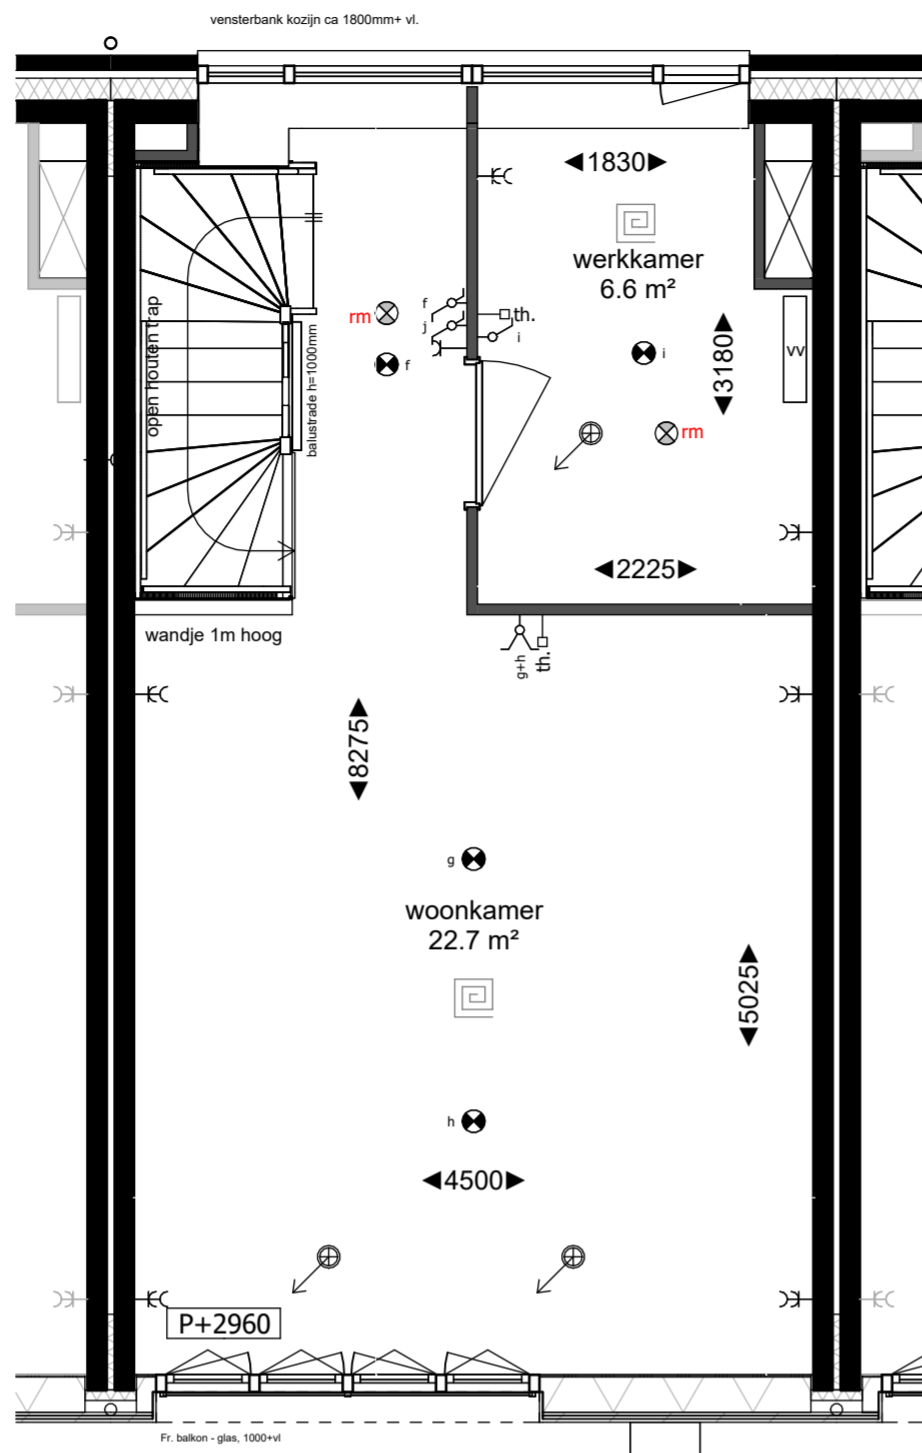 vensterbank kozijn ca 1800mm+ vl.
1830
werkkamer
6.6 m²
f
th.
rm
j
i
f
i
3180
vv
open houten trap
balustrade h=1000mm
rm
2225
wandje 1m hoog
g+h
th.
8275
g
woonkamer
22.7 m²
5025
h
4500
P+2960
Fr. balkon - glas, 1000+vl